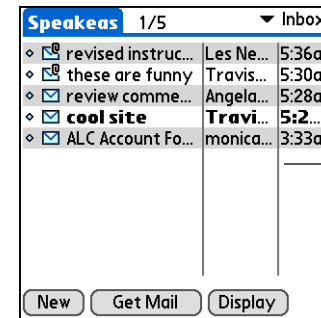 Speakeas 1/5 Inbox
revised instruc... Les Ne... 5:36a
these are funny Travis... 5:30a
review comme... Angela... 5:28a
cool site Travi... 5:2...
ALC Account Fo... monica... 3:33a
New Get Mail Display